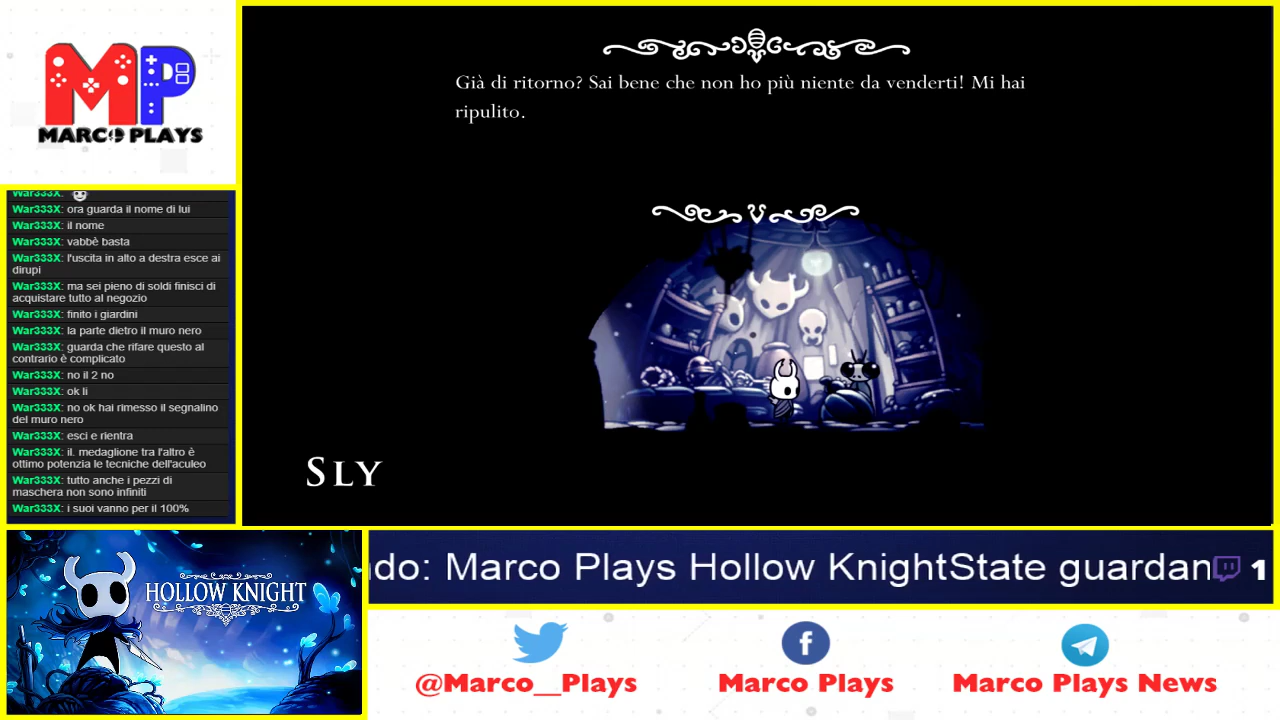 MP
MARCO PLAYS
Già di ritorno? Sai bene che non ho più niente da venderti! Mi hai
ripulito.
SLY
War333X:
War333X: ora guarda il nome di lui
War333X: il nome
War333X: vabbè basta
War333X: l'uscita in alto a destra esce ai
dirupi
War333X: ma sei pieno di soldi finisci di
acquistare tutto al negozio
War333X: finito i giardini
War333X: la parte dietro il muro nero
War333X: guarda che rifare questo al
contrario è complicato
War333X: no il 2 no
War333X: ok li
War333X: no ok hai rimesso il segnalino
del muro nero
War333X: esci e rientra
War333X: il. medaglione tra l'altro è
ottimo potenzia le tecniche dell'aculeo
War333X: tutto anche i pezzi di
maschera non sono infiniti
War333X: i suoi vanno per il 100%
HOLLOW KNIGHT
do: Marco Plays Hollow KnightState guardan 1
@Marco__Plays
Marco Plays
Marco Plays News